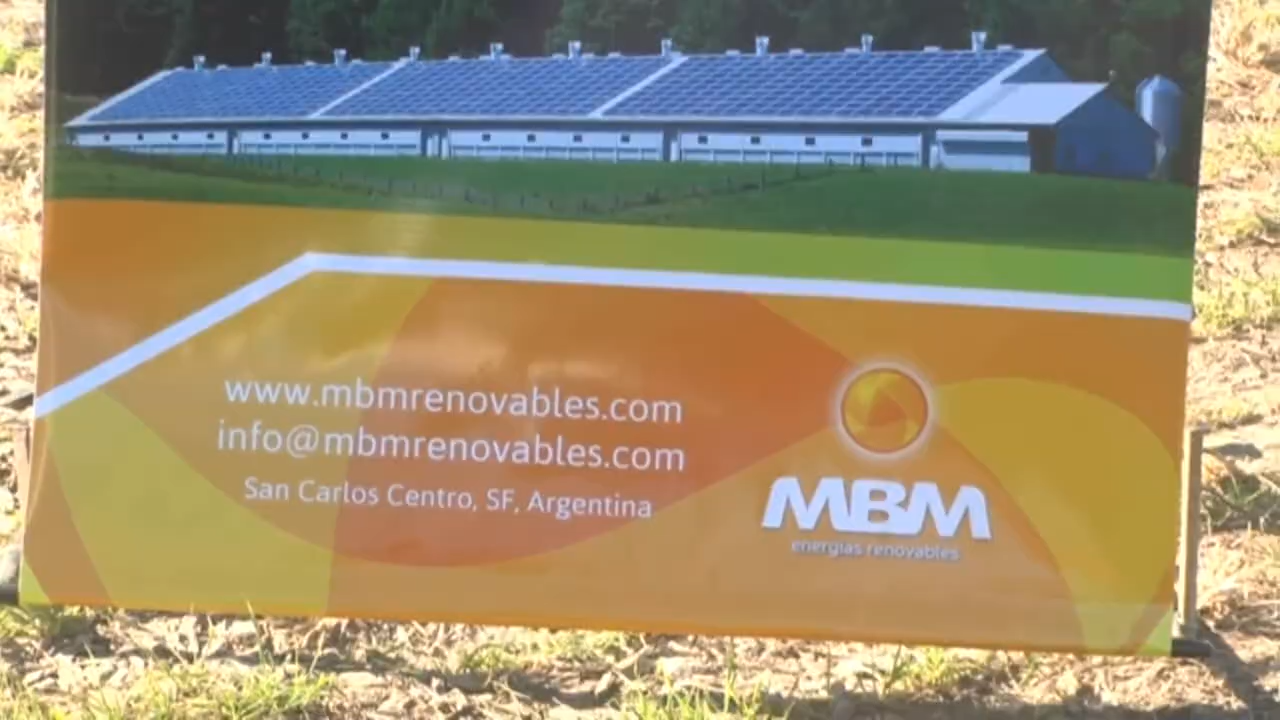 www.mbmrenovables.com
info@mbmrenovables.com
San Carlos Centro, SF, Argentina
MBM
energías renovables